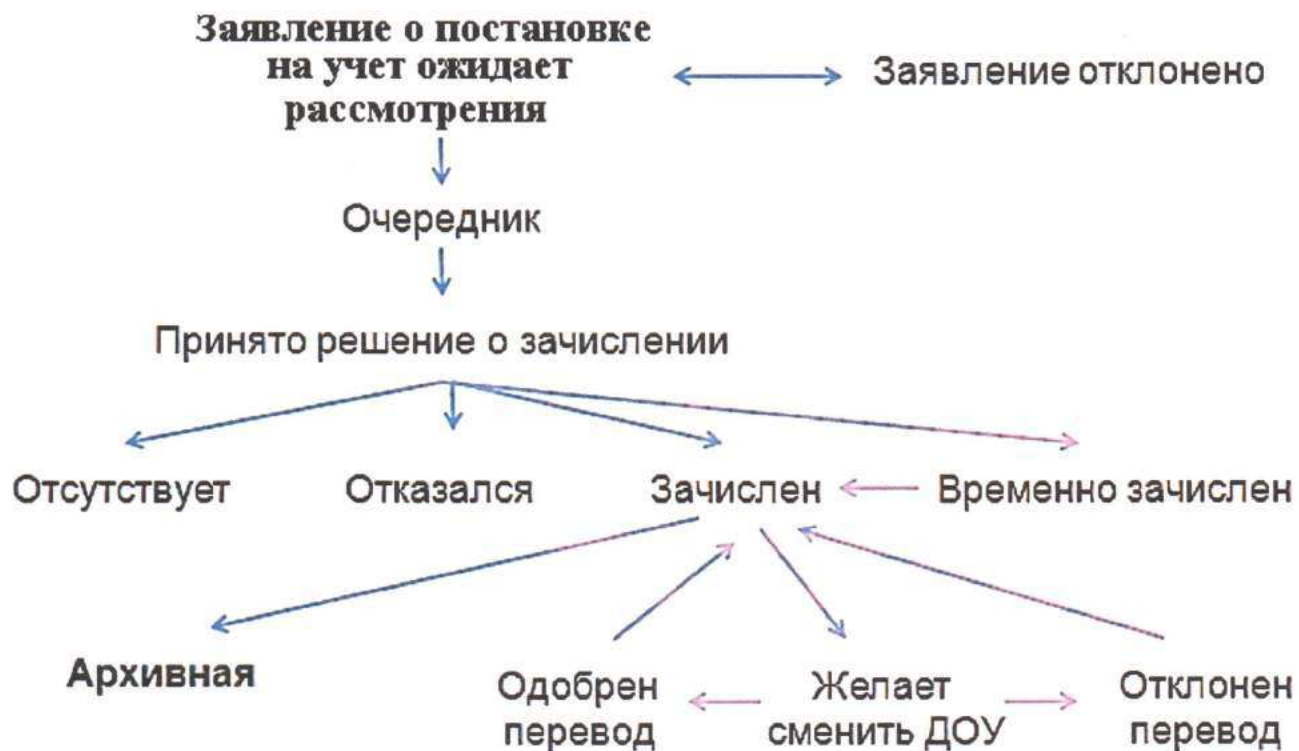 Заявление о постановке
на учет ожидает
рассмотрения
Заявление отклонено
Очередник
Принято решение о зачислении
Отсутствует
Отказался
Зачислен
Временно зачислен
Архивная
Одобрен
перевод
Желает
сменить ДОУ
Отклонен
перевод